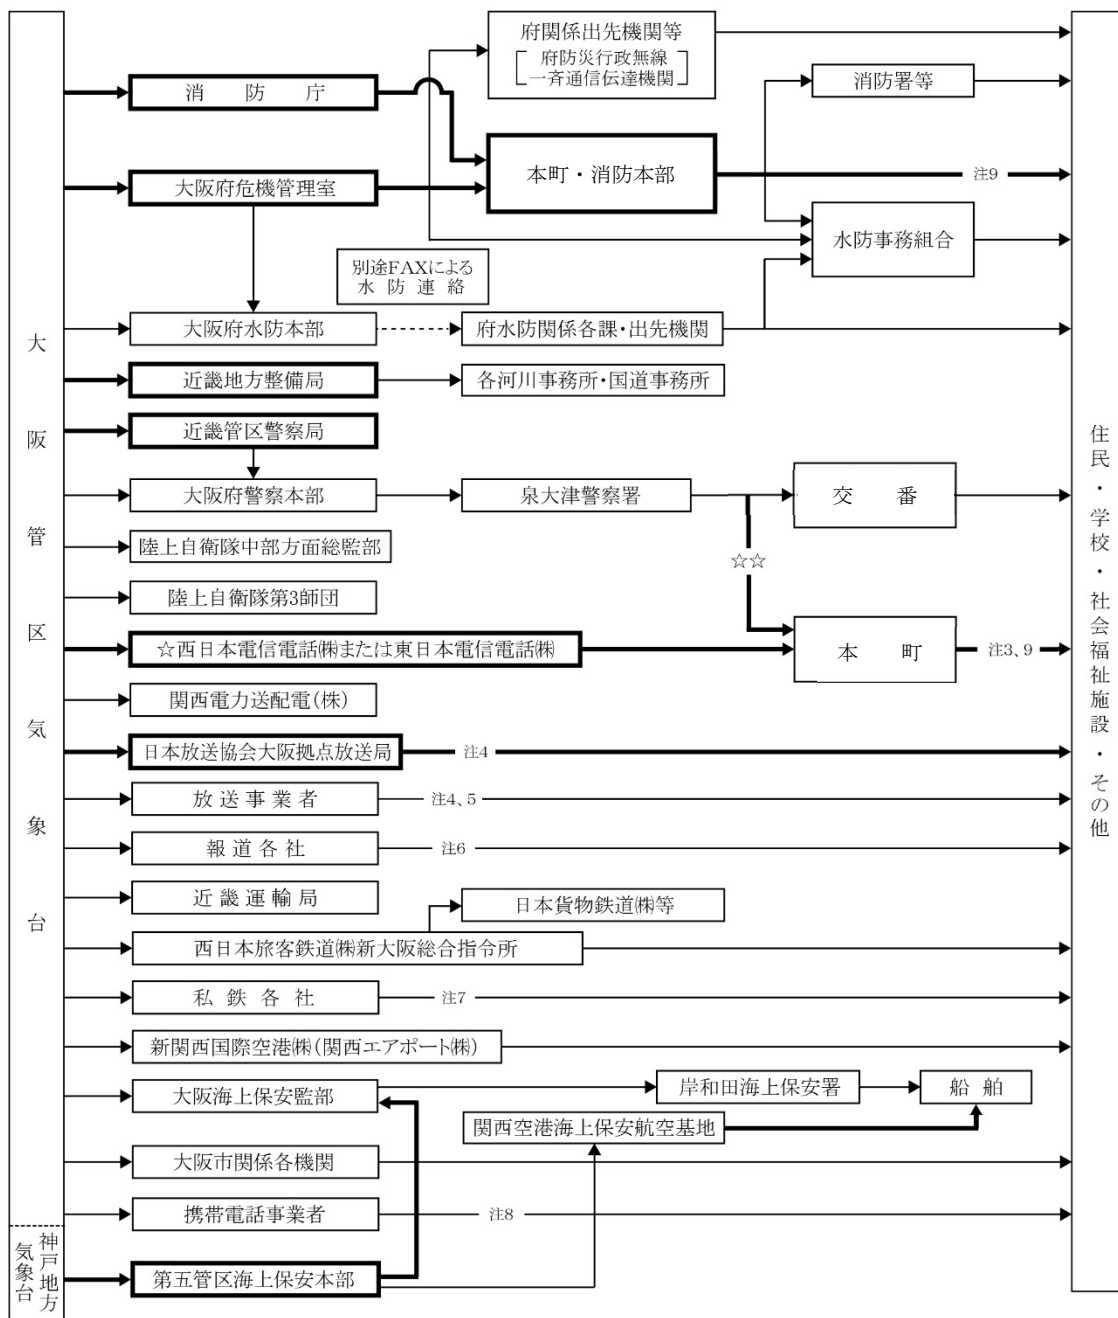 大阪管区気象台
神戸地方
気象台
府関係出先機関等
府防災行政無線
一斉通信伝達機関
消防庁
消防署等
本町・消防本部
注9
大阪府危機管理室
水防事務組合
別途FAXによる
水防連絡
大阪府水防本部
府水防関係各課・出先機関
近畿地方整備局
各河川事務所・国道事務所
近畿管区警察局
大阪府警察本部
泉大津警察署
交番
陸上自衛隊中部方面総監部
☆☆
陸上自衛隊第3師団
☆西日本電信電話㈱または東日本電信電話㈱
本町
注3、9
関西電力送配電(株)
日本放送協会大阪拠点放送局
注4
放送事業者
注4、5
報道各社
注6
近畿運輸局
日本貨物鉄道㈱等
西日本旅客鉄道㈱新大阪総合指令所
私鉄各社
注7
新関西国際空港㈱(関西エアポート㈱)
大阪海上保安監部
岸和田海上保安署
船舶
関西空港海上保安航空基地
大阪市関係各機関
携帯電話事業者
注8
第五管区海上保安本部
住民・学校・社会福祉施設・その他